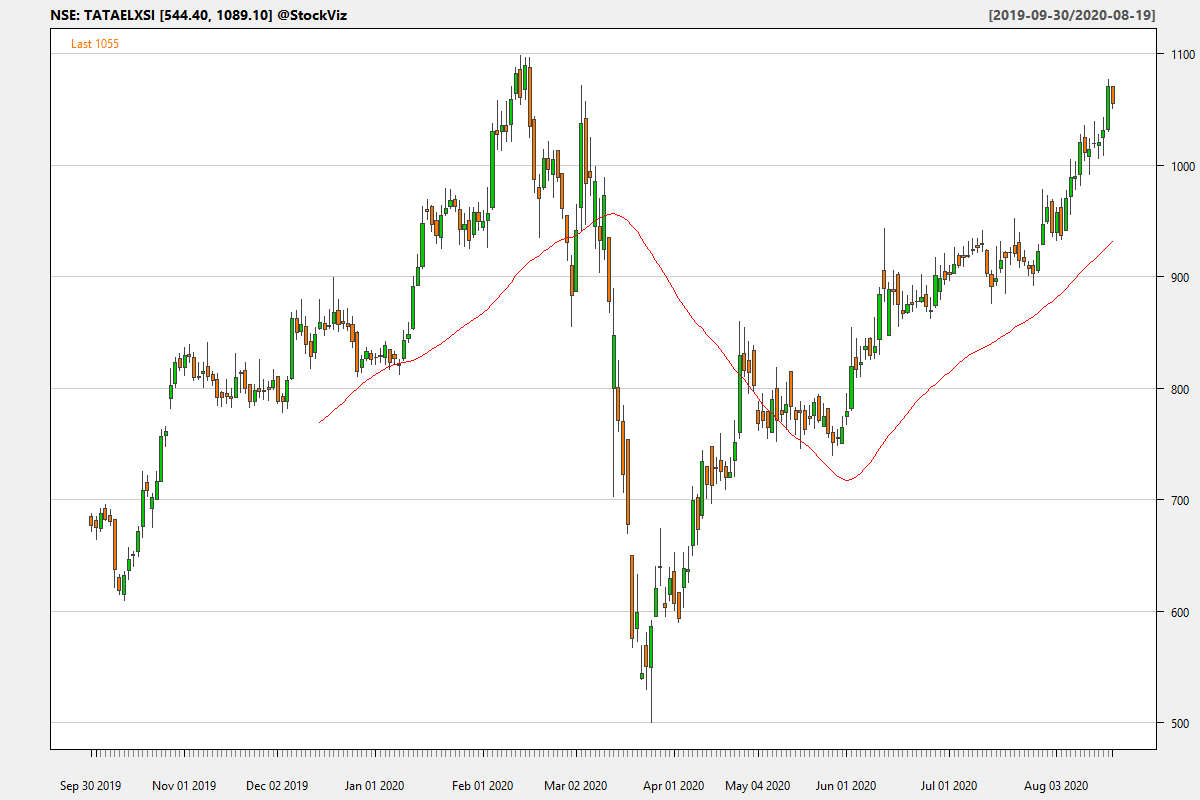 NSE: TATAELXSI [544.40, 1089.10] @StockViz [2019-09-30/2020-08-19]
Last 1055
1100
1000
900
800
700
600
500
Sep 30 2019 Nov 01 2019 Dec 02 2019 Jan 01 2020 Feb 01 2020 Mar 02 2020 Apr 01 2020 May 04 2020 Jun 01 2020 Jul 01 2020 Aug 03 2020